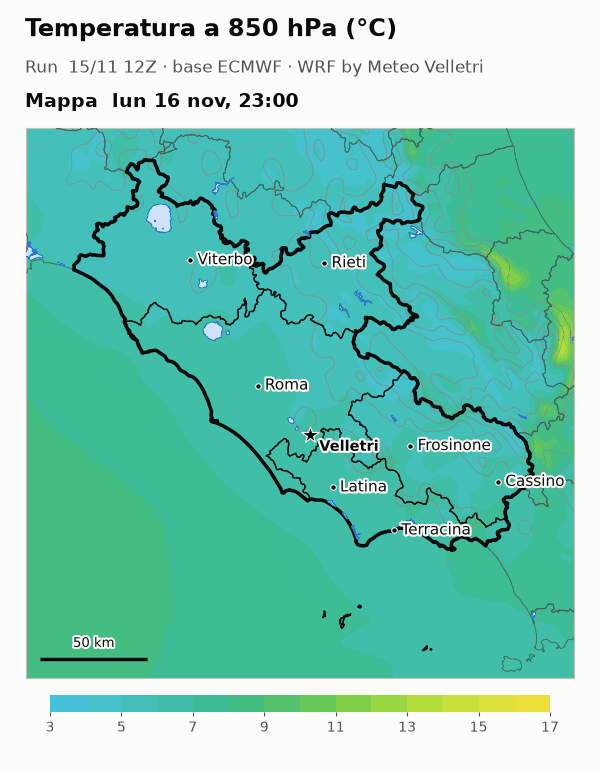 Temperatura a 850 hPa (°C)
Run  15/11 12Z · base ECMWF · WRF by Meteo Velletri
Mappa  lun 16 nov, 23:00
Viterbo
Rieti
Roma
Velletri
Frosinone
Latina
Cassino
Terracina
50 km
3 5 7 9 11 13 15 17